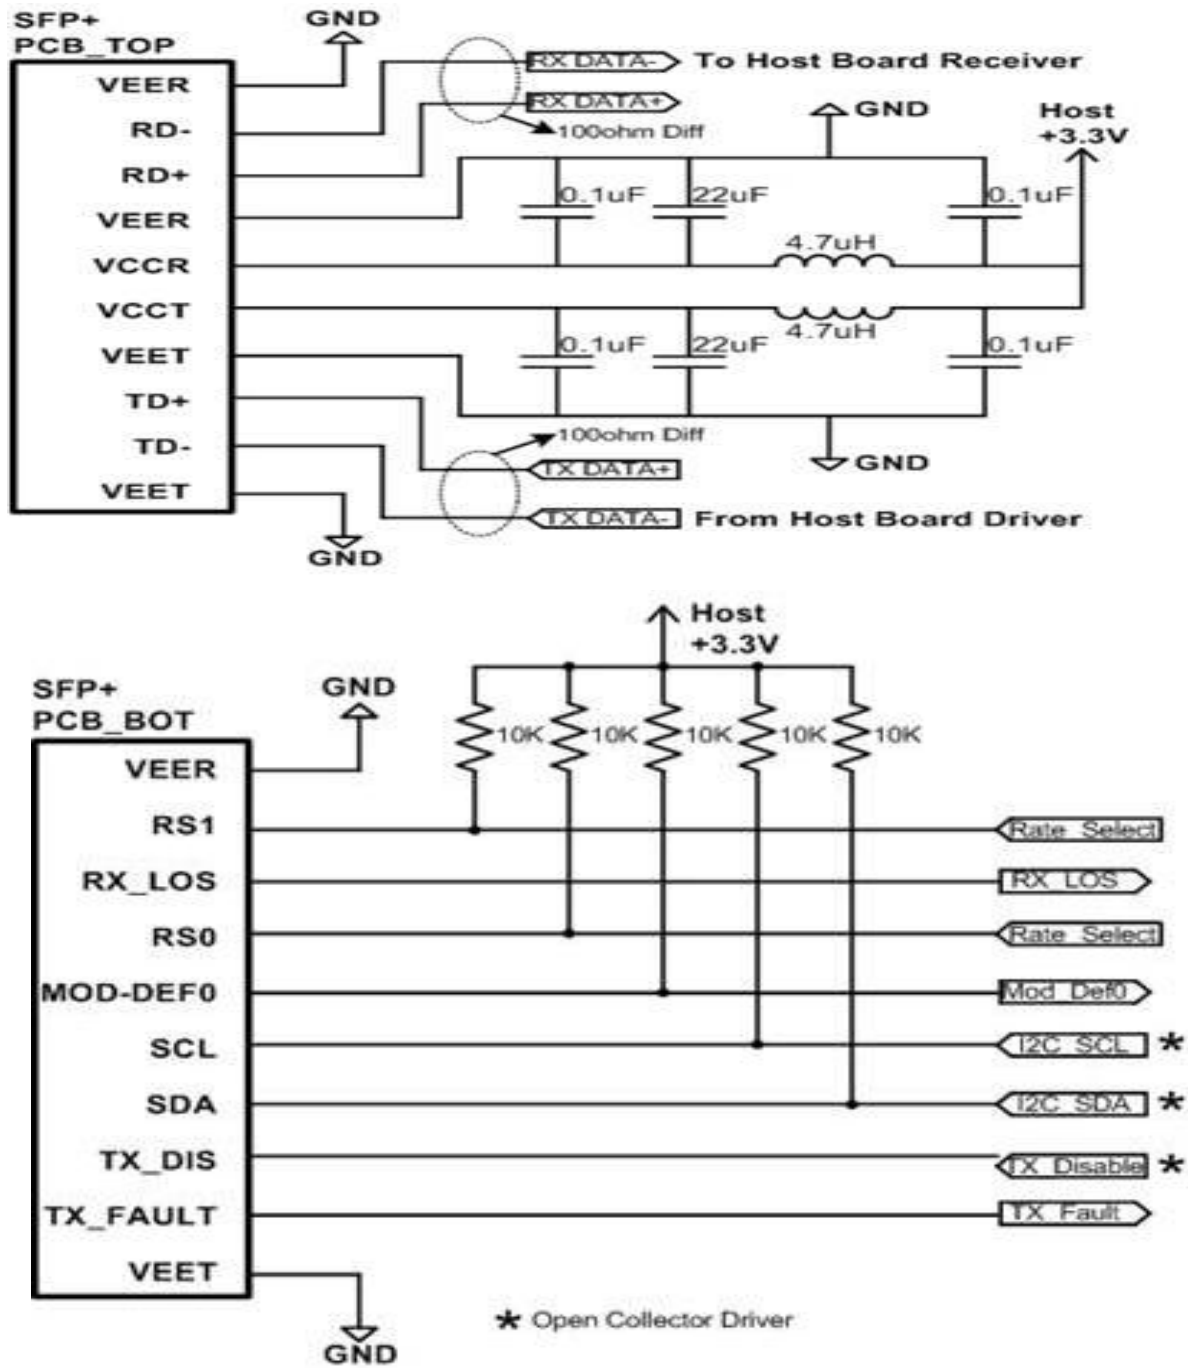 SFP+
PCB_TOP
GND
VEER
RD-
RD+
VEER
VCCR
VCCT
VEET
TD+
TD-
VEET
RX DATA-
To Host Board Receiver
RX DATA+
100ohm Diff
GND
Host
+3.3V
0.1uF
22uF
0.1uF
4.7uH
4.7uH
0.1uF
22uF
0.1uF
100ohm Diff
TX DATA+
GND
TX DATA-
From Host Board Driver
GND
Host
+3.3V
SFP+
PCB_BOT
GND
10K
10K
10K
10K
10K
VEER
RS1
Rate Select
RX_LOS
RX LOS
RS0
Rate Select
MOD-DEF0
Mod Def0
SCL
I2C SCL *
SDA
I2C SDA *
TX_DIS
TX Disable *
TX_FAULT
TX Fault
VEET
* Open Collector Driver
GND